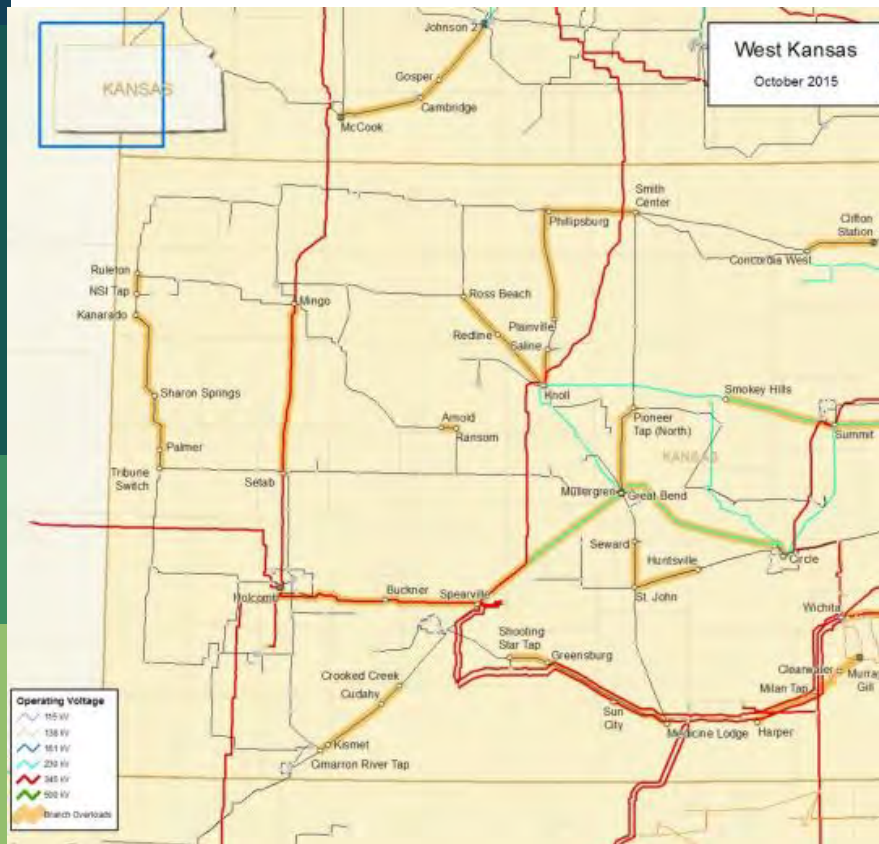 Johnson 2
West Kansas
October 2015
Gosper
KANSAS
Cambridge
McCook
Smith
Center
Phillipsburg
Clifton
Station
Concordia West
Ruleton
NSI Tap
Mingo
Ross Beach
Kanarado
Plainville
Redline
Saline
Knoll
Smokey Hills
Sharon Springs
Arnold
Ransom
Pioneer
Tap (North)
Summit
KANSAS
Palmer
Tribune
Switch
Setab
Mullergren
Great Bend
Seward
Huntsville
Circle
Holcomb
Buckner
Spearville
St. John
Wichita
Shooting
Star Tap
Greensburg
Crooked Creek
Cudahy
Clearwater
Murray
Gill
Milan Tap
Sun
City
Medicine Lodge
Harper
Kismet
Cimarron River Tap
Operating Voltage
115 kV
138 kV
161 kV
230 kV
345 kV
500 kV
Branch Overloads